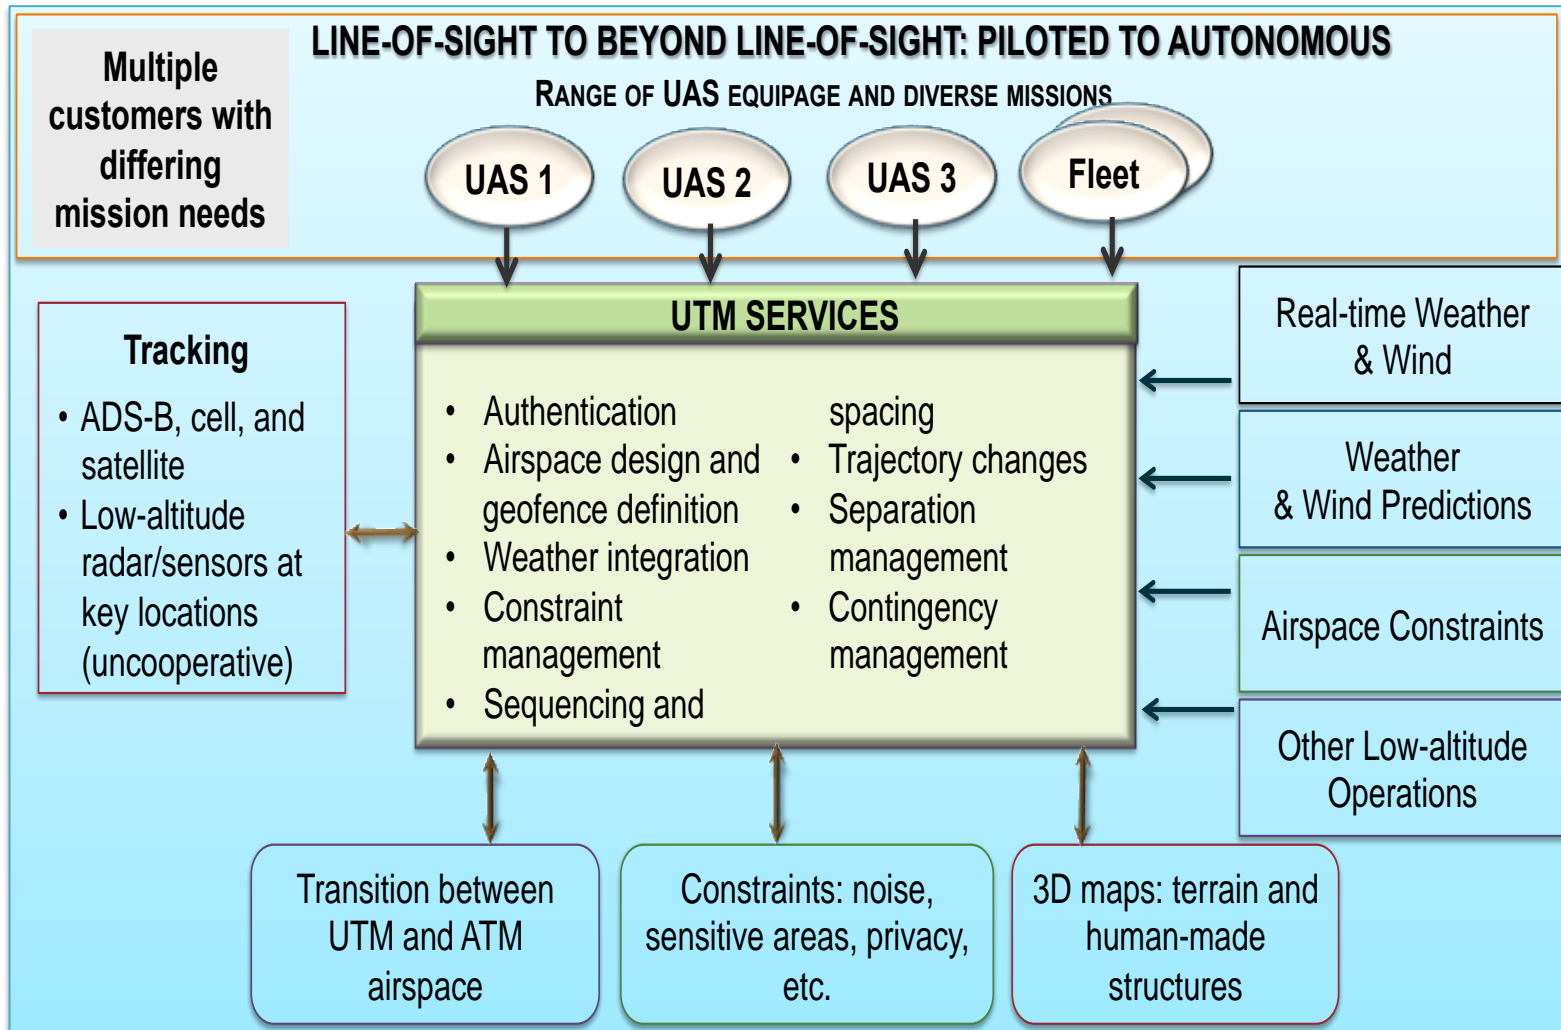 LINE-OF-SIGHT TO BEYOND LINE-OF-SIGHT: PILOTED TO AUTONOMOUS
RANGE OF UAS EQUIPAGE AND DIVERSE MISSIONS
Multiple
customers with
differing
mission needs
UAS 1
UAS 2
UAS 3
Fleet
UTM SERVICES
• Authentication
• Airspace design and
geofence definition
• Weather integration
• Constraint
management
• Sequencing and
spacing
• Trajectory changes
• Separation
management
• Contingency
management
Tracking
• ADS-B, cell, and
satellite
• Low-altitude
radar/sensors at
key locations
(uncooperative)
Real-time Weather
& Wind
Weather
& Wind Predictions
Airspace Constraints
Other Low-altitude
Operations
Transition between
UTM and ATM
airspace
Constraints: noise,
sensitive areas, privacy,
etc.
3D maps: terrain and
human-made
structures